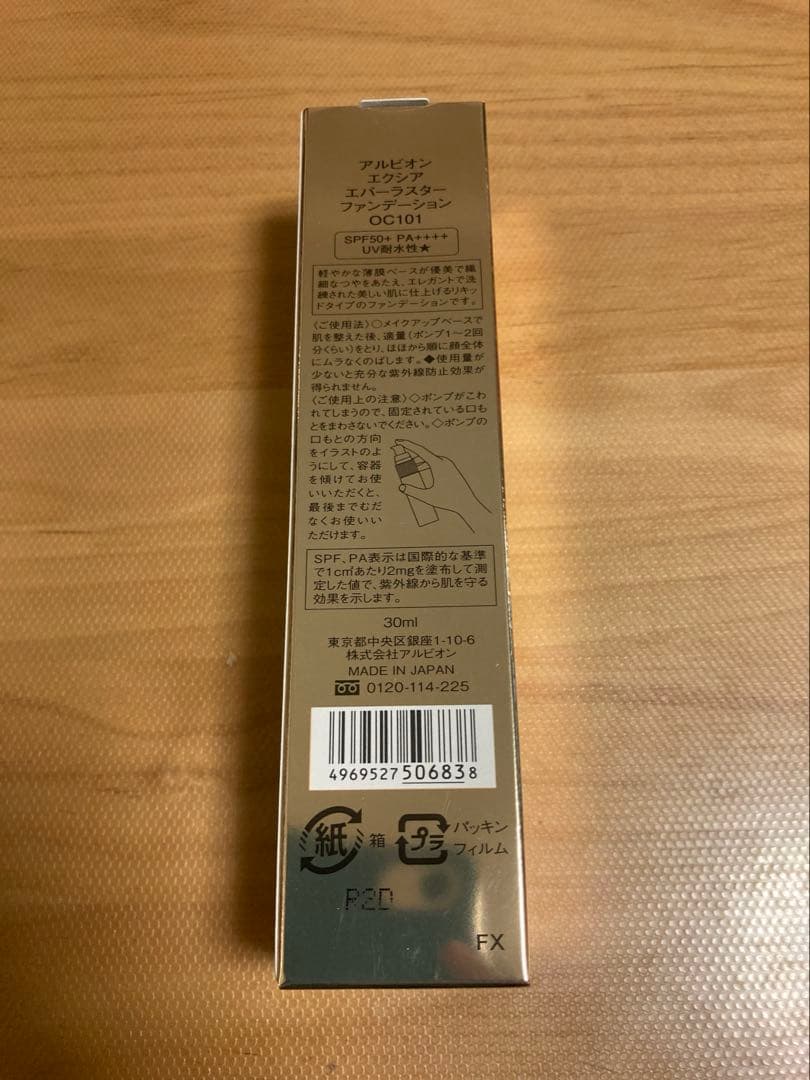 アルビオン
エクシア
エバーラスター
ファンデーション
OC101
SPF50+ PA++++
UV耐水性★
軽やかな薄膜ベースが優美で繊
細なつやをあたえ、エレガントで洗
練された美しい肌に仕上げるリキッ
ドタイプのファンデーションです。
〈ご使用法〉○メイクアップベースで
肌を整えた後、適量(ポンプ1〜2回
分くらい)をとり、ほほから順に顔全体
にムラなくのばします。◆使用量が
少ないと充分な紫外線防止効果が
得られません。
〈ご使用上の注意〉◇ポンプがこわ
れてしまうので、固定されている口も
とをまわさないでください。◇ポンプの
口もとの方向
をイラストのよ
うにして、容器
を傾けてお使
いいただくと、
最後までむだ
なくお使いい
ただけます。
SPF、PA表示は国際的な基準
で1c㎡あたり2mgを塗布して測
定した値で、紫外線から肌を守る
効果を示します。
30ml
東京都中央区銀座1-10-6
株式会社アルビオン
MADE IN JAPAN
0120-114-225
4969527506838
紙 箱 プラ パッキン
フィルム
R2D
FX